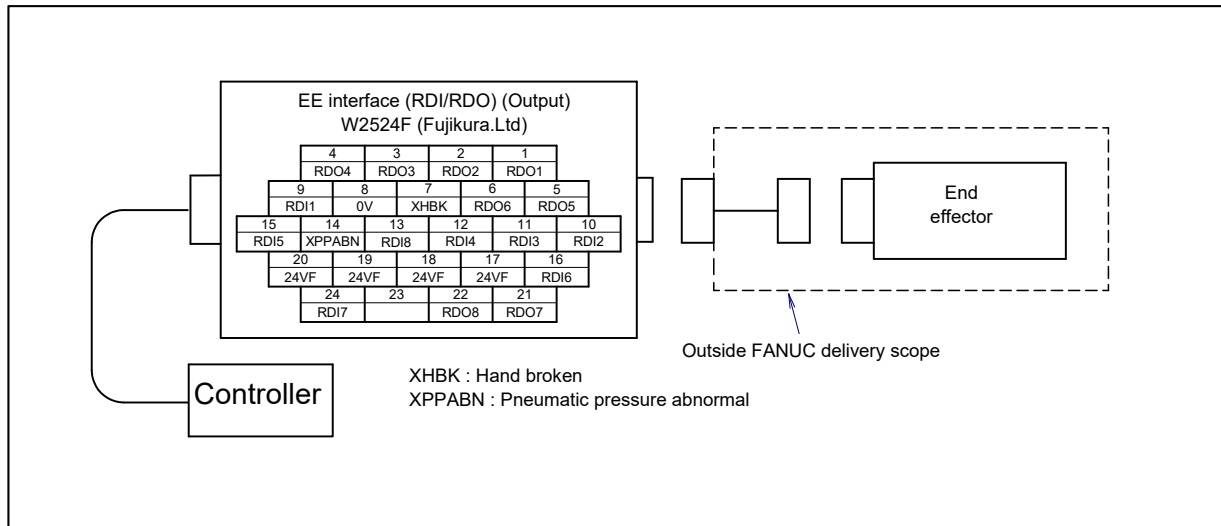 EE interface (RDI/RDO) (Output)
W2524F (Fujikura.Ltd)
4 3 2 1
RDO4 RDO3 RDO2 RDO1
9 8 7 6 5
RDI1 0V XHBK RDO6 RDO5
15 14 13 12 11 10
RDI5 XPPABN RDI8 RDI4 RDI3 RDI2
20 19 18 17 16
24VF 24VF 24VF 24VF RDI6
24 23 22 21
RDI7 RDO8 RDO7
End
effector
Outside FANUC delivery scope
Controller
XHBK : Hand broken
XPPABN : Pneumatic pressure abnormal